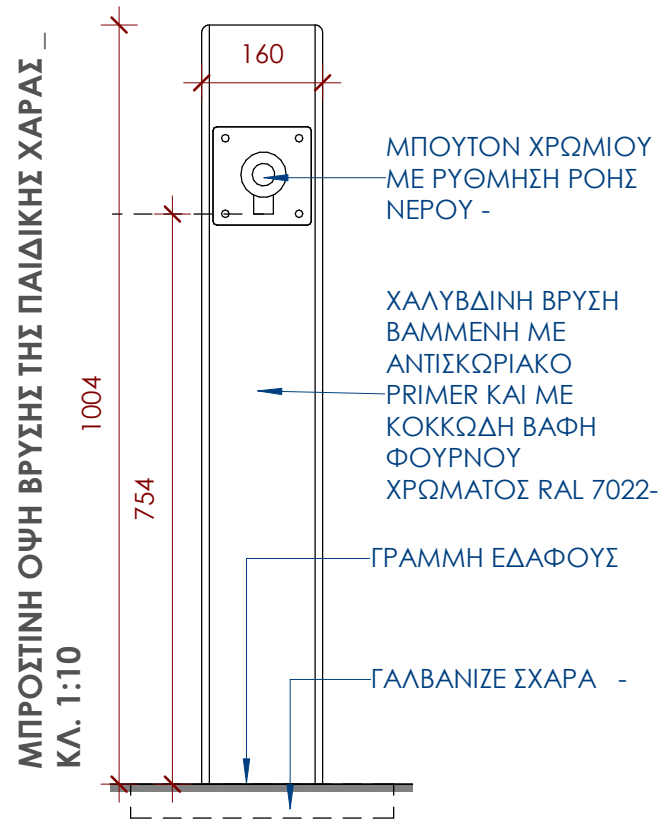 ΜΠΡΟΣΤΙΝΗ ΟΨΗ ΒΡΥΣΗΣ ΤΗΣ ΠΑΙΔΙΚΗΣ ΧΑΡΑΣ _
ΚΛ. 1:10
160
1004
754
ΜΠΟΥΤΟΝ ΧΡΩΜΙΟΥ
ΜΕ ΡΥΘΜΗΣΗ ΡΟΗΣ
ΝΕΡΟΥ -
ΧΑΛΥΒΔΙΝΗ ΒΡΥΣΗ
ΒΑΜΜΕΝΗ ΜΕ
ΑΝΤΙΣΚΩΡΙΑΚΟ
PRIMER ΚΑΙ ΜΕ
ΚΟΚΚΩΔΗ ΒΑΦΗ
ΦΟΥΡΝΟΥ
ΧΡΩΜΑΤΟΣ RAL 7022-
ΓΡΑΜΜΗ ΕΔΑΦΟΥΣ
ΓΑΛΒΑΝΙΖΕ ΣΧΑΡΑ -